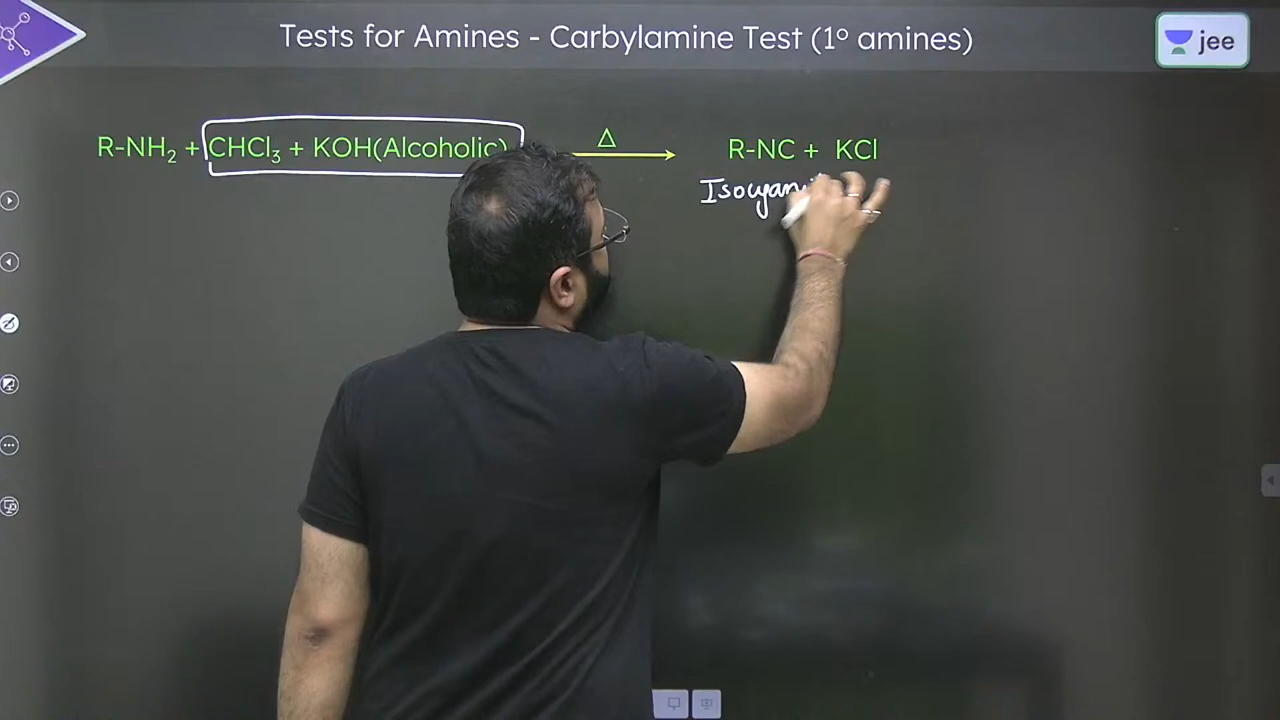 Tests for Amines - Carbylamine Test (1° amines)
jee
R-NH₂ + CHCl₃ + KOH(Alcoholic)
Δ
R-NC + KCl